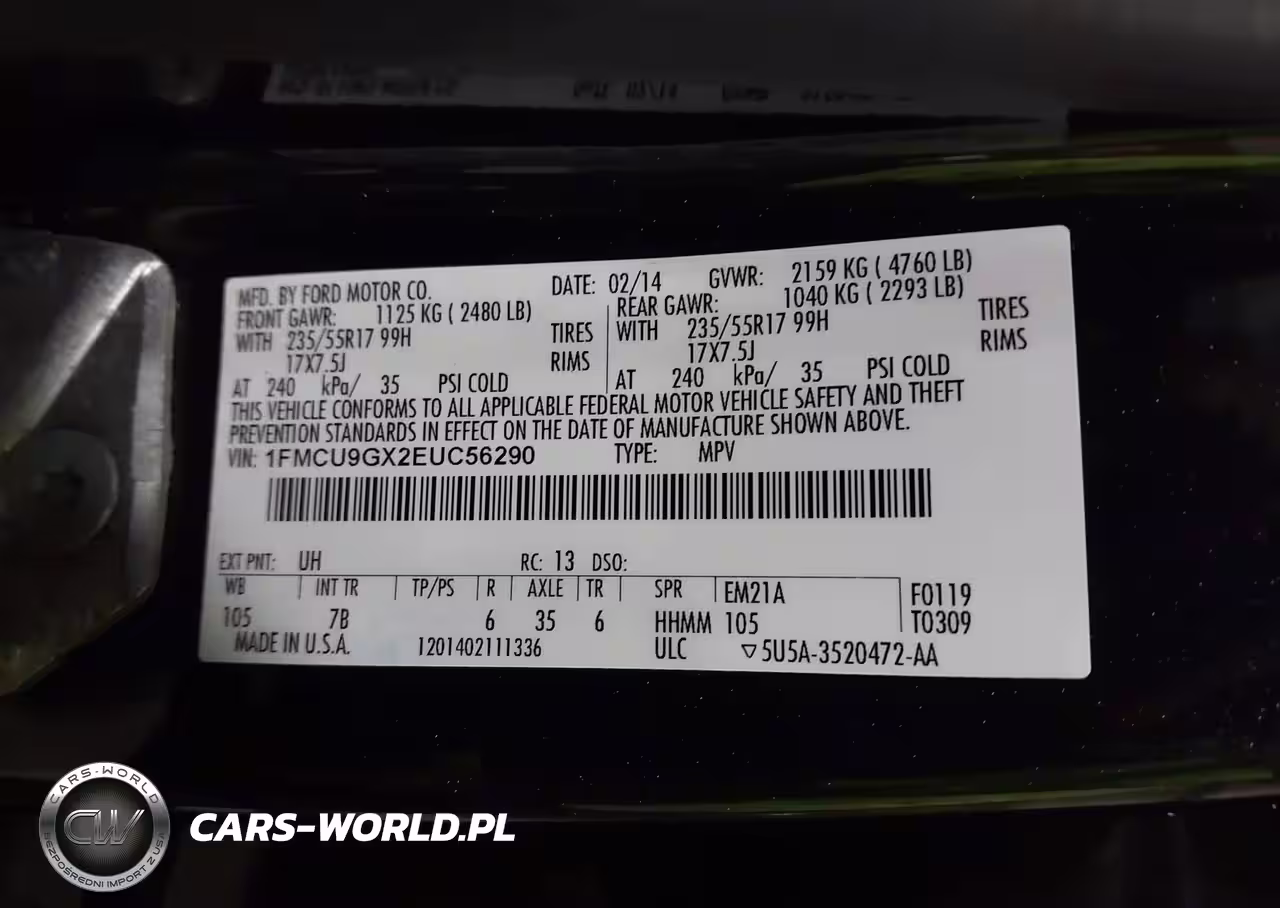 MFD. BY FORD MOTOR CO. DATE: 02/14 GVWR: 2159 KG ( 4760 LB)
FRONT GAWR: 1125 KG ( 2480 LB) REAR GAWR: 1040 KG ( 2293 LB)
WITH 235/55R17 99H TIRES WITH 235/55R17 99H TIRES
17X7.5J RIMS 17X7.5J RIMS
AT 240 kPa/ 35 PSI COLD AT 240 kPa/ 35 PSI COLD
THIS VEHICLE CONFORMS TO ALL APPLICABLE FEDERAL MOTOR VEHICLE SAFETY AND THEFT
PREVENTION STANDARDS IN EFFECT ON THE DATE OF MANUFACTURE SHOWN ABOVE.
VIN: 1FMCU9GX2EUC56290 TYPE: MPV
EXT PNT: UH RC: 13 DSO:
WB INT TR TP/PS R AXLE TR SPR EM21A F0119
105 7B 6 35 6 HHMM 105 T0309
MADE IN U.S.A. 1201402111336 ULC ▽5U5A-3520472-AA
CARS-WORLD
CW
BEZPOŚREDNI IMPORT Z USA
CARS-WORLD.PL